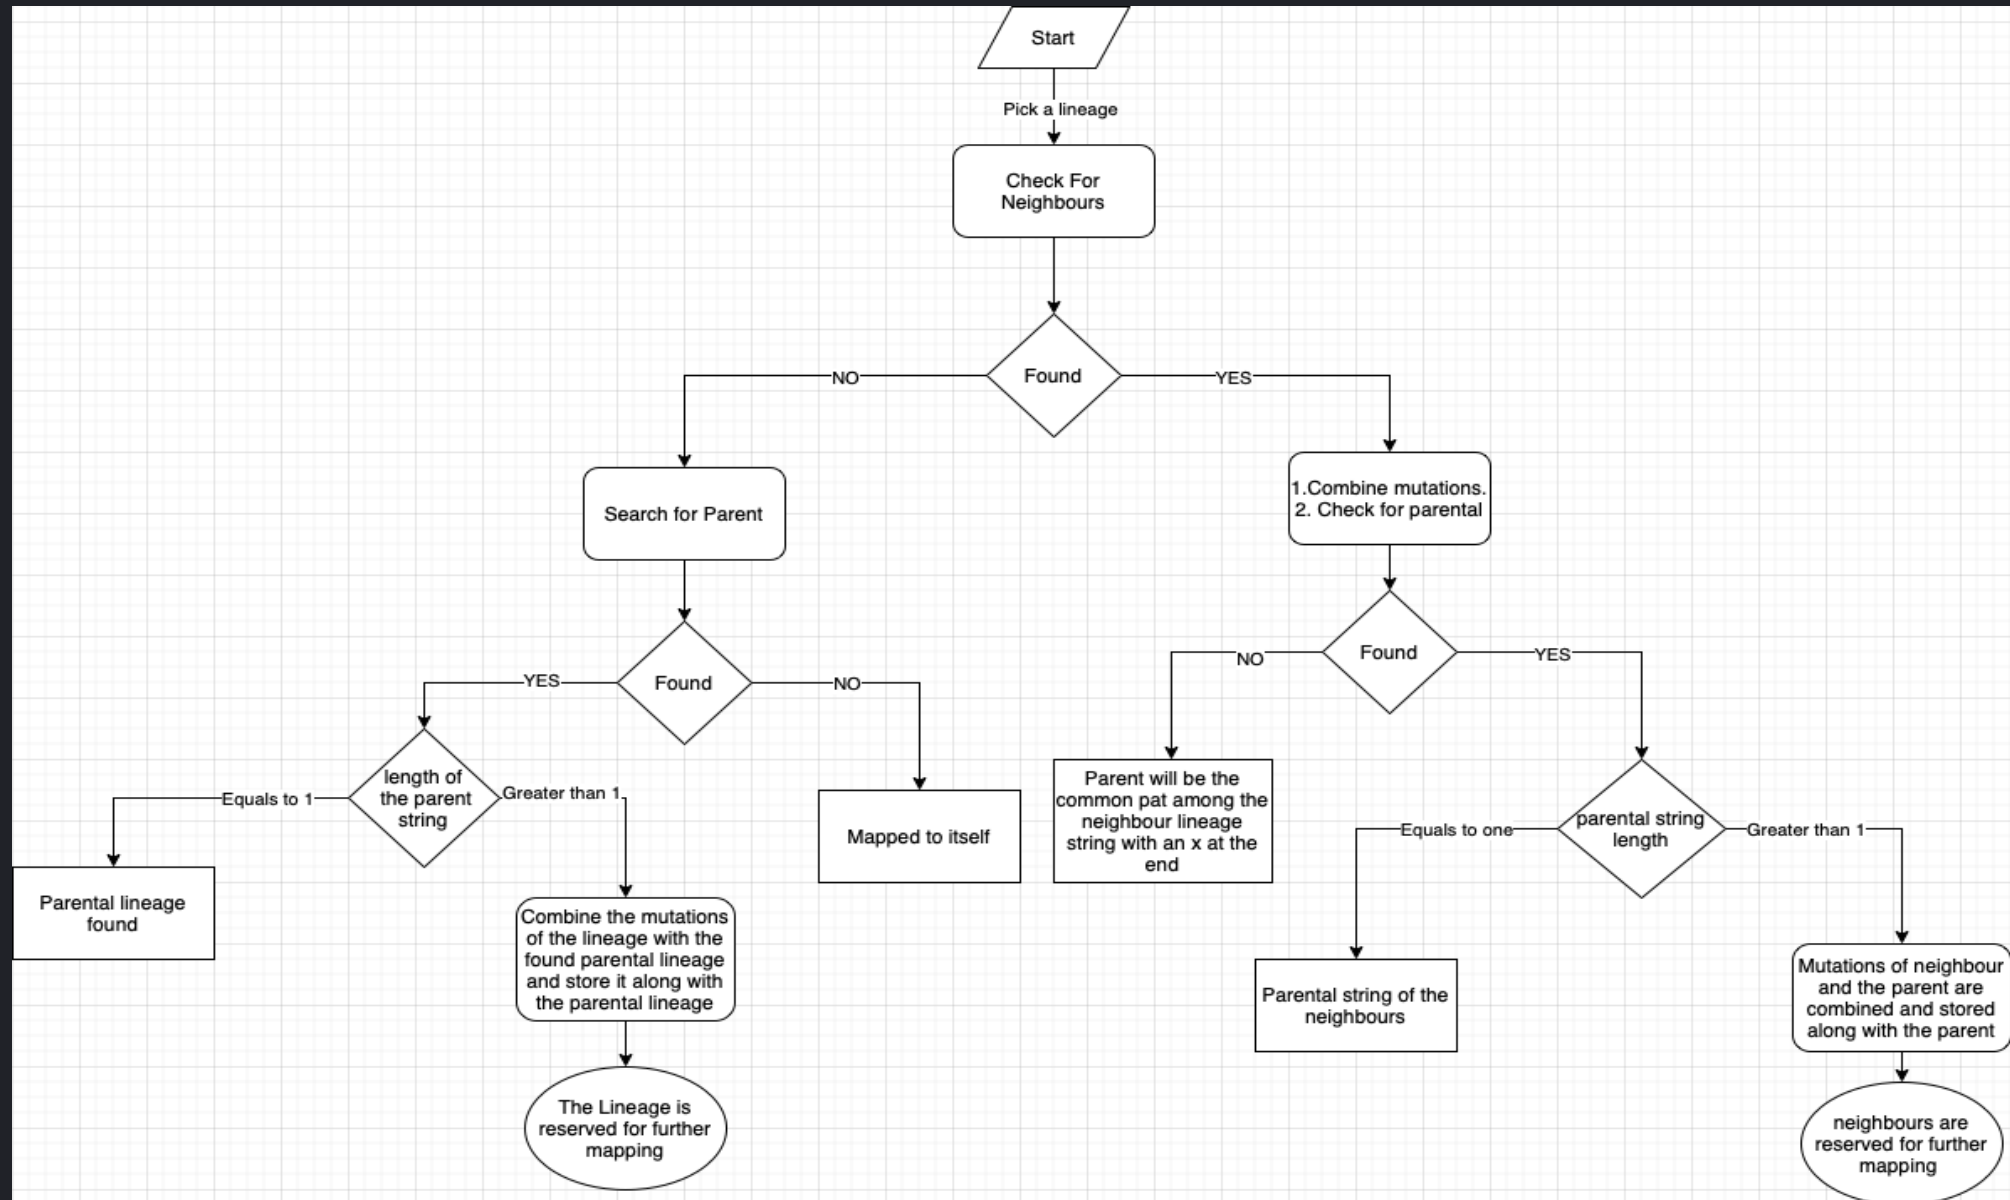 Start
Pick a lineage
Check For
Neighbours
Found
NO
YES
Search for Parent
1.Combine mutations.
2. Check for parental
Found
YES
NO
Found
NO
YES
length of
the parent
string
Equals to 1
Greater than 1
Mapped to itself
Parent will be the
common pat among the
neighbour lineage
string with an x at the
end
parental string
length
Equals to one
Greater than 1
Parental lineage
found
Combine the mutations
of the lineage with the
found parental lineage
and store it along with
the parental lineage
Parental string of the
neighbours
Mutations of neighbour
and the parent are
combined and stored
along with the parent
The Lineage is
reserved for further
mapping
neighbours are
reserved for further
mapping